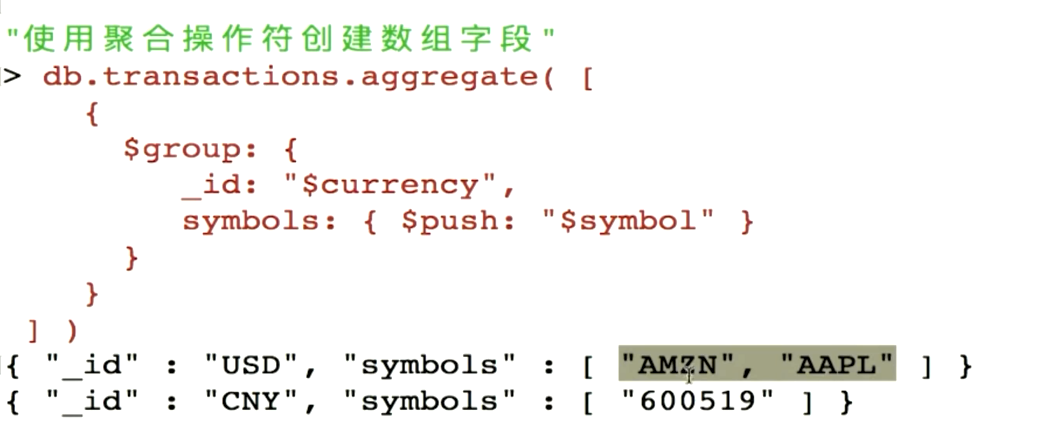 "使用聚合操作符创建数组字段"
> db.transactions.aggregate( [
{
$group: {
_id: "$currency",
symbols: { $push: "$symbol" }
}
}
] )
{ "_id" : "USD", "symbols" : [ "AMZN", "AAPL" ] }
{ "_id" : "CNY", "symbols" : [ "600519" ] }